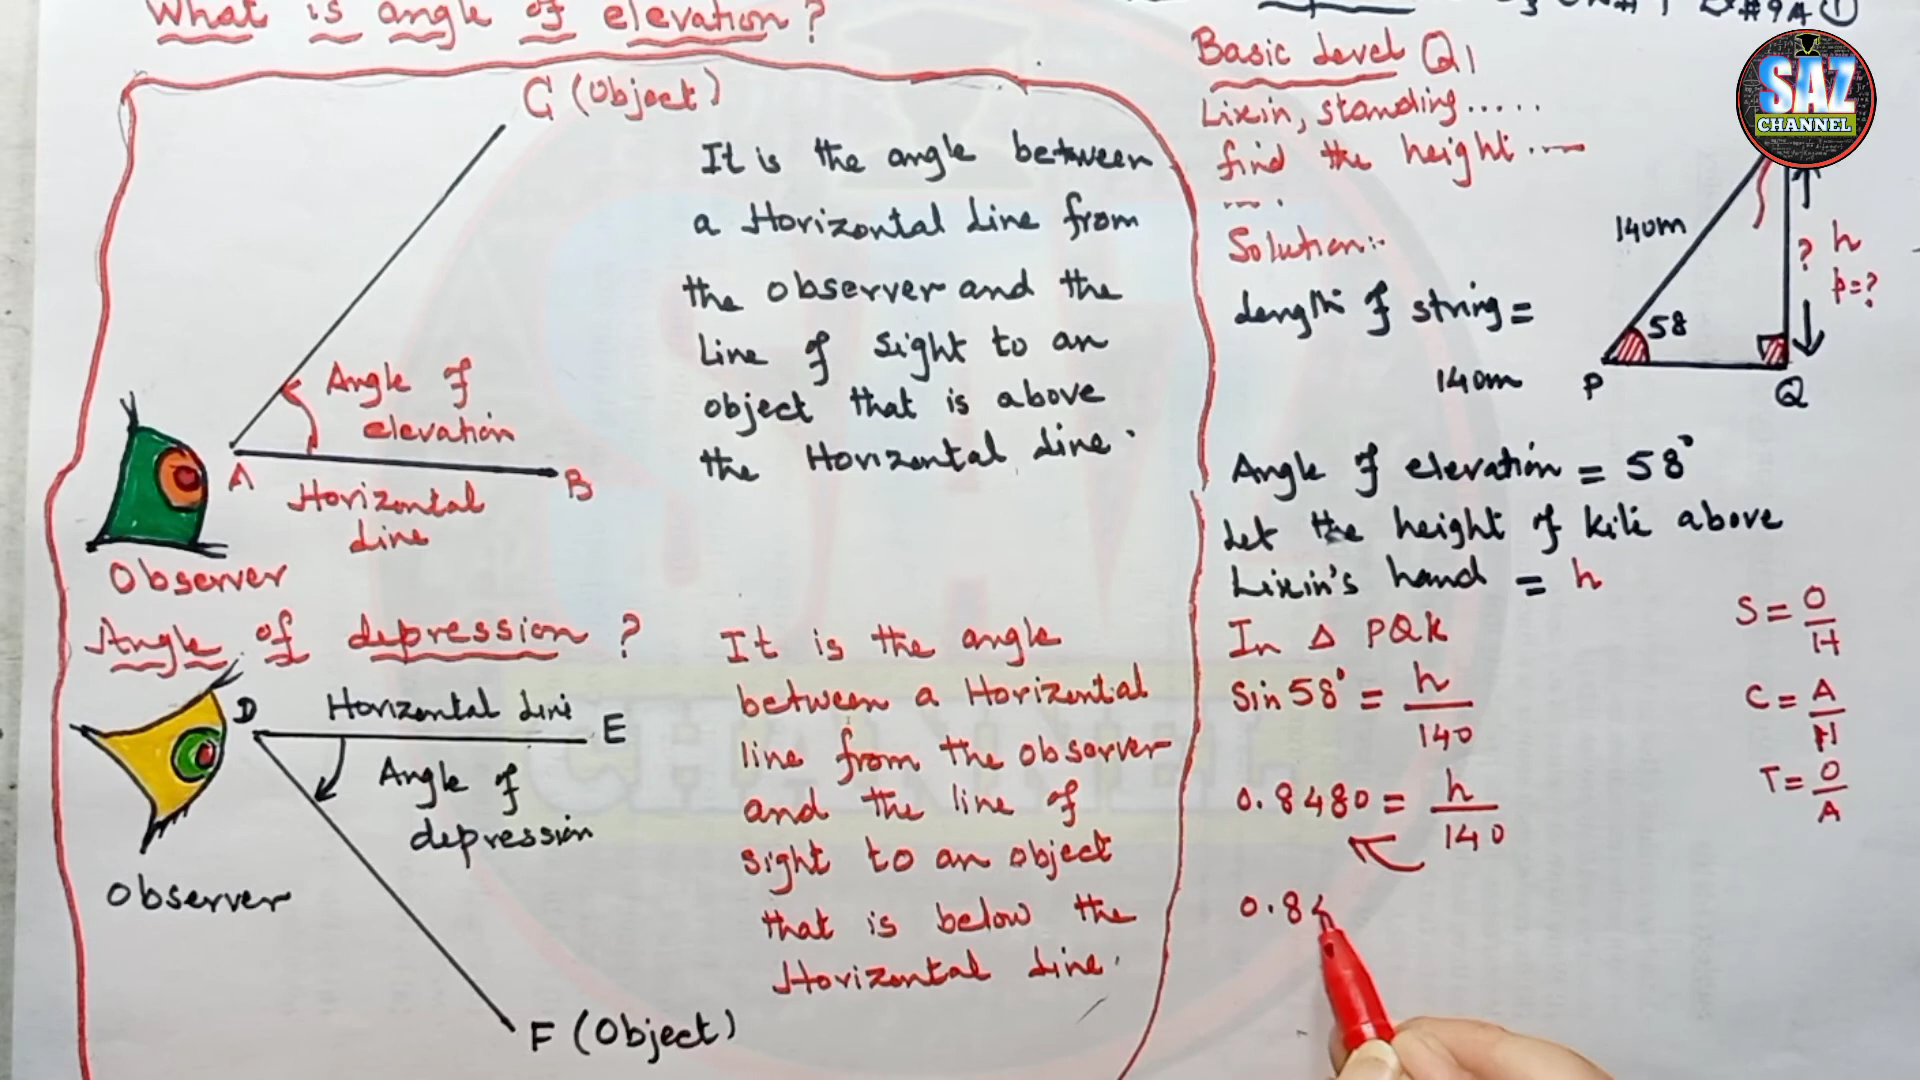 What is angle of elevation?
C (Object)
It is the angle between
a Horizontal Line from
the observer and the
Line of sight to an
object that is above
the Horizontal Line.
Angle of
elevation
A
B
Horizontal
Line
Observer
Angle of depression ?
D
Horizontal Line
E
Angle of
depression
Observer
F (Object)
It is the angle
between a Horizontal
line from the observer
and the line of
sight to an object
that is below the
Horizontal Line.
Basic Level Q1
Lixin, standing.....
find the height....
....
Solution:-
Length of string =
140m
SAZ
CHANNEL
140m
? h
p=?
58
P
Q
Angle of elevation = 58°
Let the height of kite above
Lixin's hand = h
In Δ PQK
Sin 58° = h/140
0.8480 = h/140
0.84
S = O/H
C = A/H
T = O/A
SAZ
CHANNEL